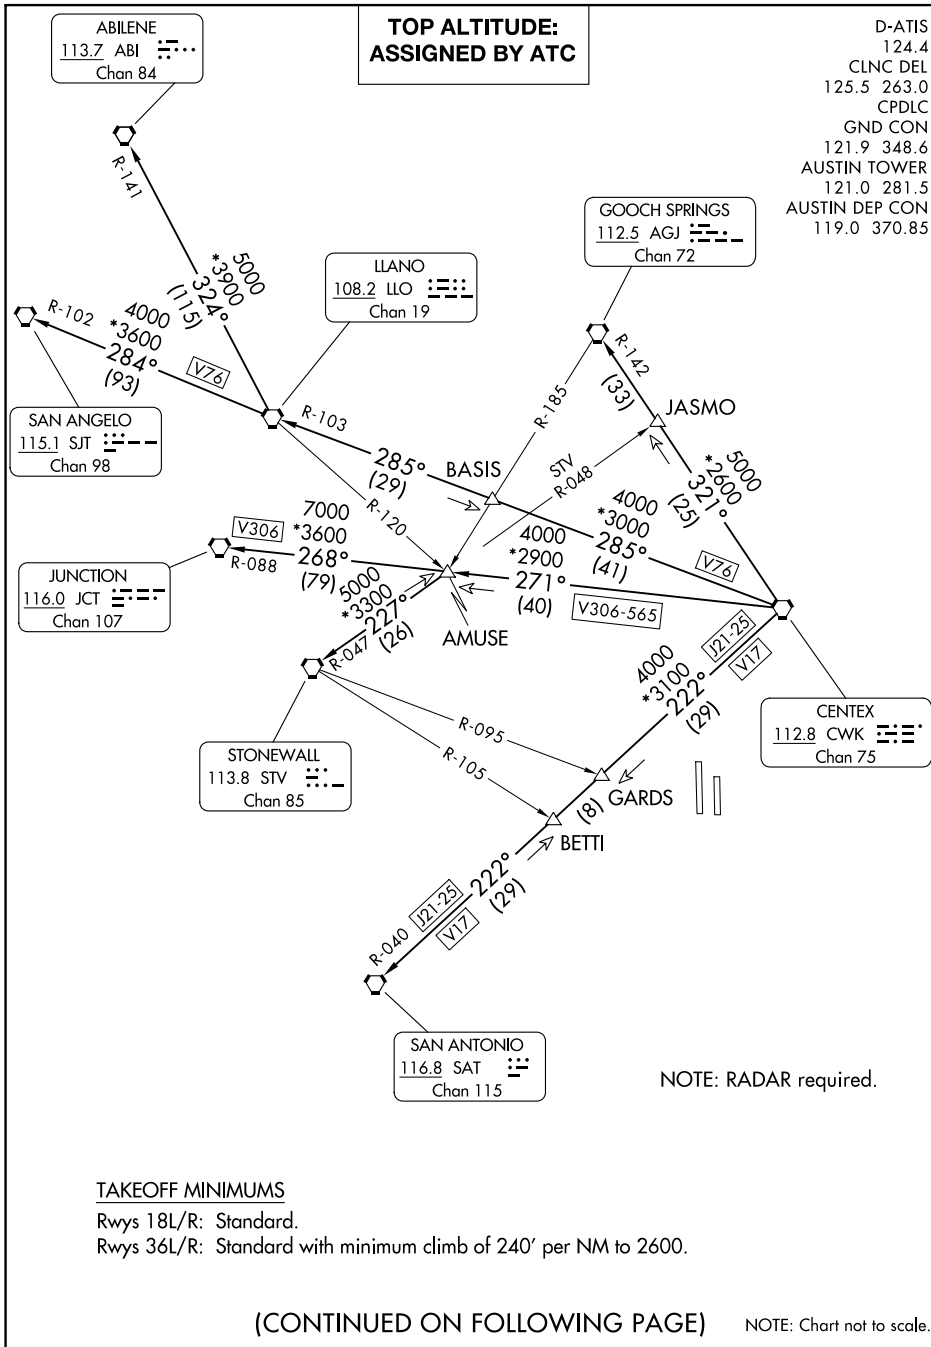 TOP ALTITUDE:
ASSIGNED BY ATC
D-ATIS
124.4
CLNC DEL
125.5 263.0
CPDLC
GND CON
121.9 348.6
AUSTIN TOWER
121.0 281.5
AUSTIN DEP CON
119.0 370.85
ABILENE
113.7 ABI
Chan 84
R-141
GOOCH SPRINGS
112.5 AGJ
Chan 72
LLANO
108.2 LLO
Chan 19
5000
*3900
324°
(115)
R-102
4000
*3600
284°
(93)
V76
R-142
(33)
JASMO
SAN ANGELO
115.1 SJT
Chan 98
R-103
285°
(29)
R-185
BASIS
STV
R-048
5000
*2600
321°
(25)
R-120
4000
*3000
285°
(41)
V76
V306
7000
*3600
268°
(79)
R-088
4000
*2900
271°
(40)
V306-565
JUNCTION
116.0 JCT
Chan 107
5000
*3300
227°
(26)
R-047
AMUSE
J21-25
V17
4000
*3100
222°
(29)
CENTEX
112.8 CWK
Chan 75
STONEWALL
113.8 STV
Chan 85
R-095
R-105
GARDS
(8)
BETTI
222°
(29)
J21-25
V17
R-040
SAN ANTONIO
116.8 SAT
Chan 115
NOTE: RADAR required.
TAKEOFF MINIMUMS
Rwys 18L/R: Standard.
Rwys 36L/R: Standard with minimum climb of 240' per NM to 2600.
(CONTINUED ON FOLLOWING PAGE)
NOTE: Chart not to scale.